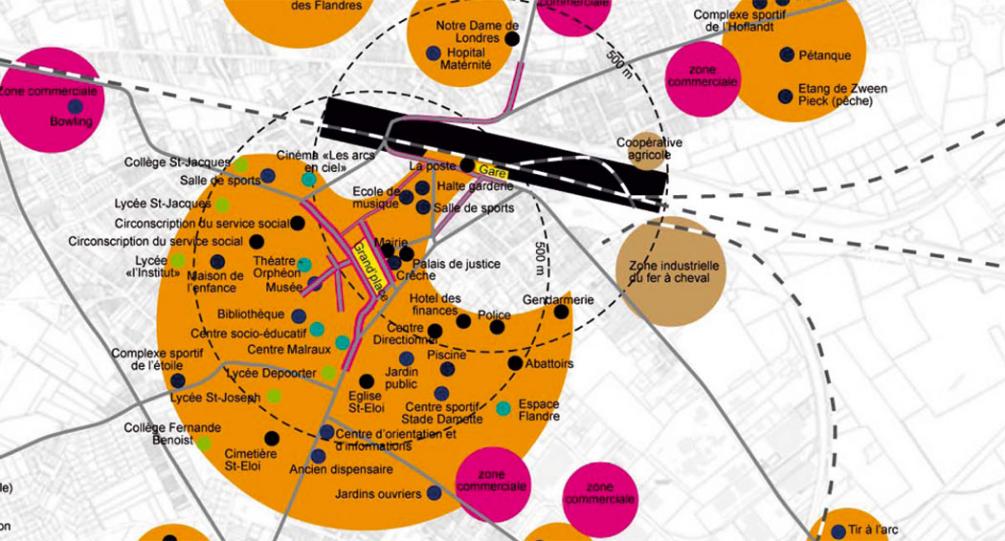 des Flandres
commerciale
Notre Dame de
Londres
Hopital
Maternité
500 m
Complexe sportif
de l'Hoflandt
Pétanque
Etang de Zween
Pieck (pêche)
zone
commerciale
Zone commerciale
Bowling
Coopérative
agricole
Collège St-Jacques
Cinéma «Les arcs
en ciel»
La poste
Gare
Salle de sports
Ecole de
musique
Halte garderie
Salle de sports
Lycée St-Jacques
Circonscription du service social
Circonscription du service social
Lycée
«l'Institut»
Maison de
l'enfance
Théatre -
Orphéon
Musée
Grand'place
Mairie
Palais de justice
Crêche
500 m
Zone industrielle
du fer à cheval
Hotel des
finances
Gendarmerie
Police
Bibliothèque
Centre socio-éducatif
Centre Malraux
Centre
Directionnel
Piscine
Abattoirs
Complexe sportif
de l'étoile
Lycée Depoorter
Jardin
public
Lycée St-Joseph
Eglise
St-Eloi
Centre sportif
Stade Damette
Espace
Flandre
Collège Fernande
Benoist
Cimetière
St-Eloi
Centre d'orientation et
d'informations
Ancien dispensaire
Jardins ouvriers
zone
commerciale
zone
commerciale
Tir à l'arc
le)
on